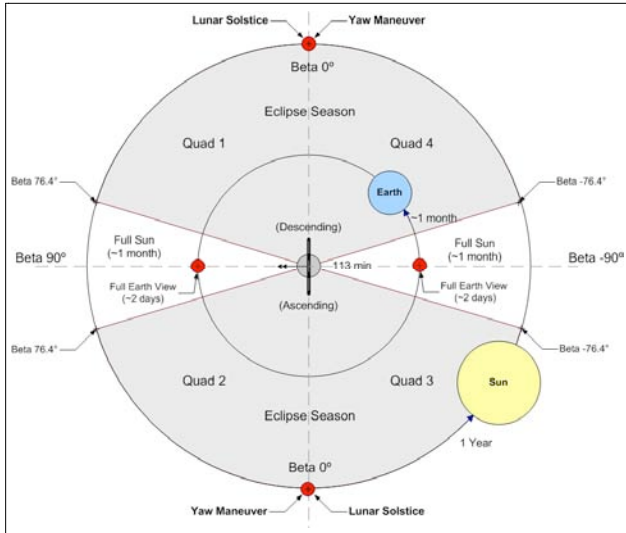 Lunar Solstice
Yaw Maneuver
Beta 0º
Eclipse Season
Quad 1
Quad 4
Earth
Beta 76.4°
Beta -76.4°
~1 month
(Descending)
Full Sun
(~1 month)
Full Sun
(~1 month)
Beta 90º
113 min
Beta -90º
Full Earth View
(~2 days)
Full Earth View
(~2 days)
(Ascending)
Beta 76.4°
Beta -76.4°
Quad 2
Quad 3
Sun
Eclipse Season
1 Year
Beta 0º
Yaw Maneuver
Lunar Solstice